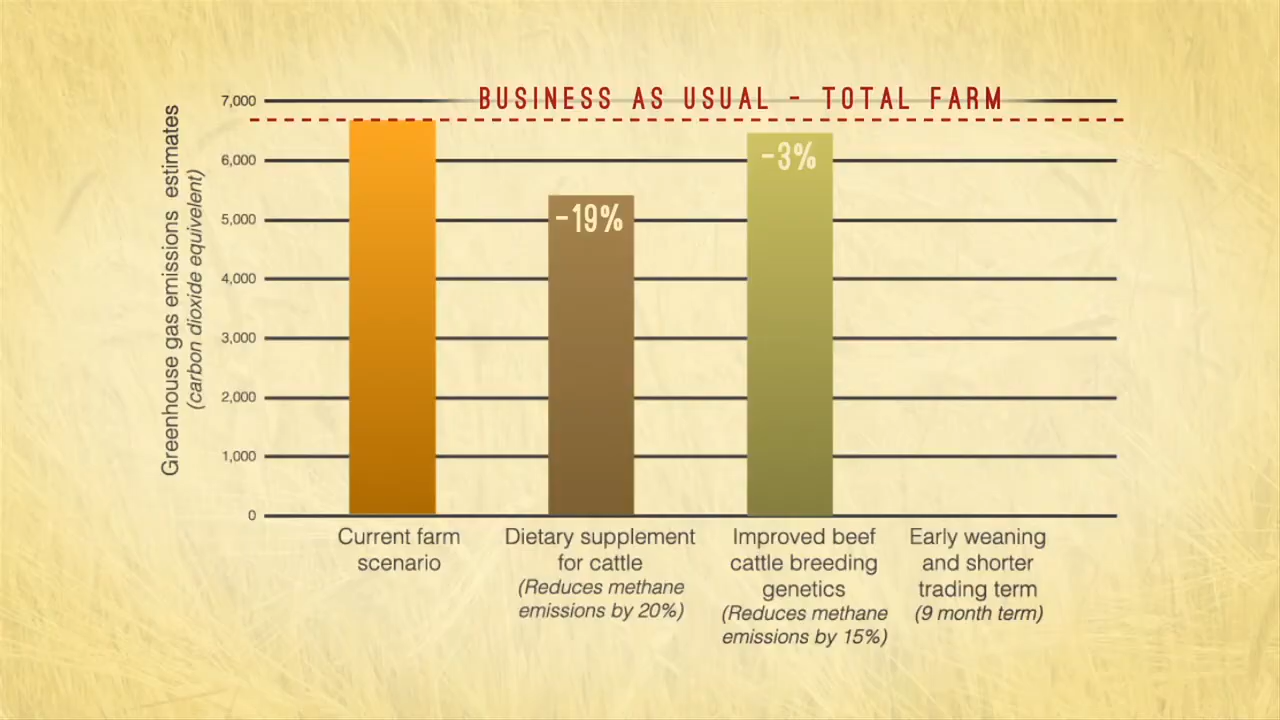 BUSINESS AS USUAL - TOTAL FARM
Greenhouse gas emissions estimates
(carbon dioxide equivelent)
7,000
6,000
5,000
4,000
3,000
2,000
1,000
0
-19%
-3%
Current farm
scenario
Dietary supplement
for cattle
(Reduces methane
emissions by 20%)
Improved beef
cattle breeding
genetics
(Reduces methane
emissions by 15%)
Early weaning
and shorter
trading term
(9 month term)